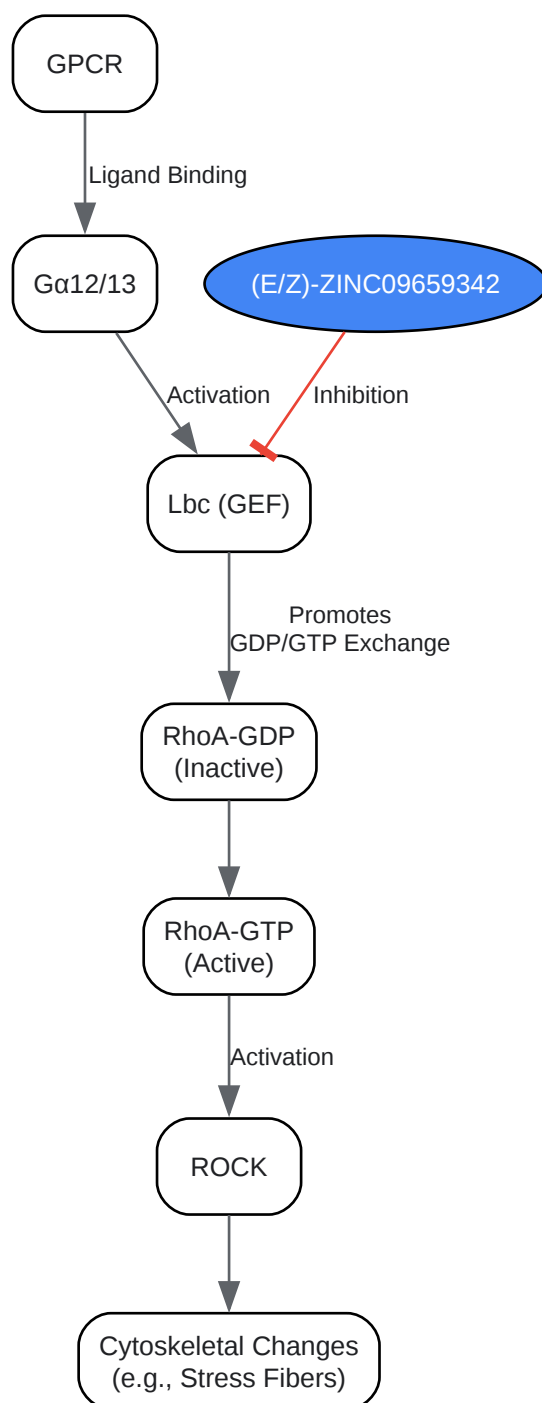 GPCR
Ligand Binding
Gα12/13
(E/Z)-ZINC09659342
Activation
Inhibition
Lbc (GEF)
Promotes
GDP/GTP Exchange
RhoA-GDP
(Inactive)
RhoA-GTP
(Active)
Activation
ROCK
Cytoskeletal Changes
(e.g., Stress Fibers)